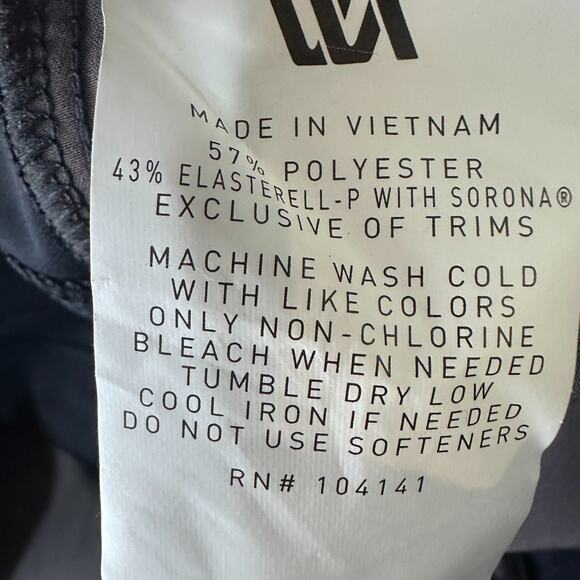 MADE IN VIETNAM
57% POLYESTER
43% ELASTERELL-P WITH SORONA®
EXCLUSIVE OF TRIMS
MACHINE WASH COLD
WITH LIKE COLORS
ONLY NON-CHLORINE
BLEACH WHEN NEEDED
TUMBLE DRY LOW
COOL IRON IF NEEDED
DO NOT USE SOFTENERS
RN# 104141